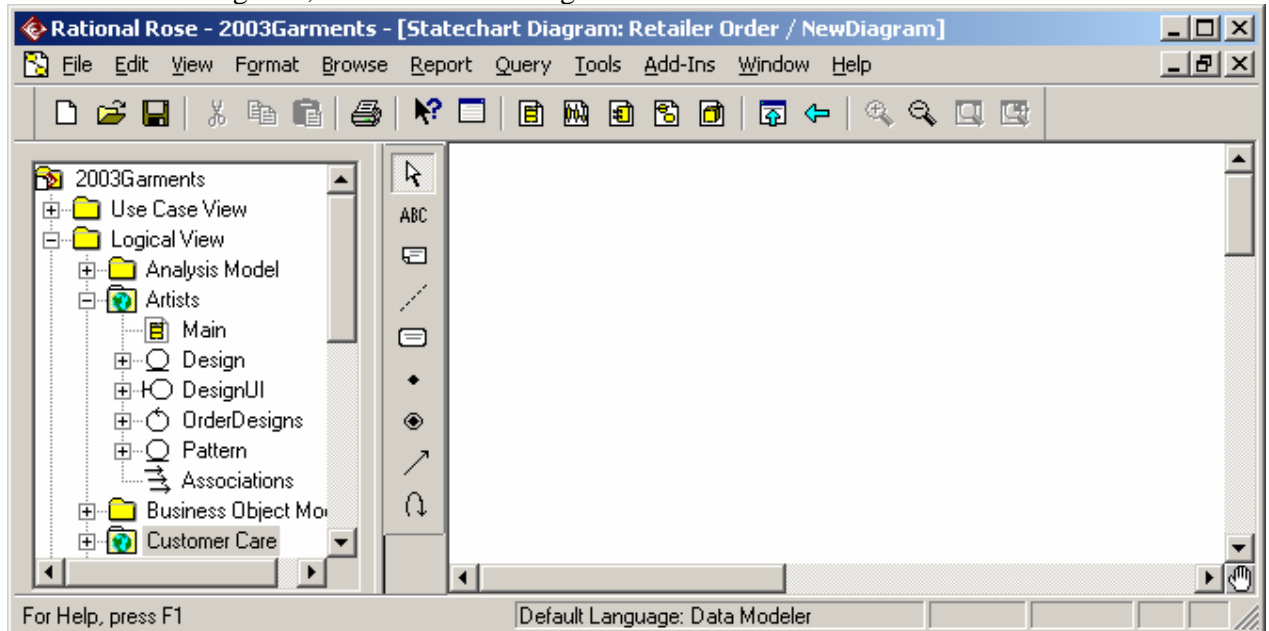 Rational Rose - 2003Garments - [Statechart Diagram: Retailer Order / NewDiagram]
File Edit View Format Browse Report Query Tools Add-Ins Window Help
2003Garments
Use Case View
Logical View
Analysis Model
Artists
Main
Design
DesignUI
OrderDesigns
Pattern
Associations
Business Object Mo
Customer Care
ABC
For Help, press F1
Default Language: Data Modeler